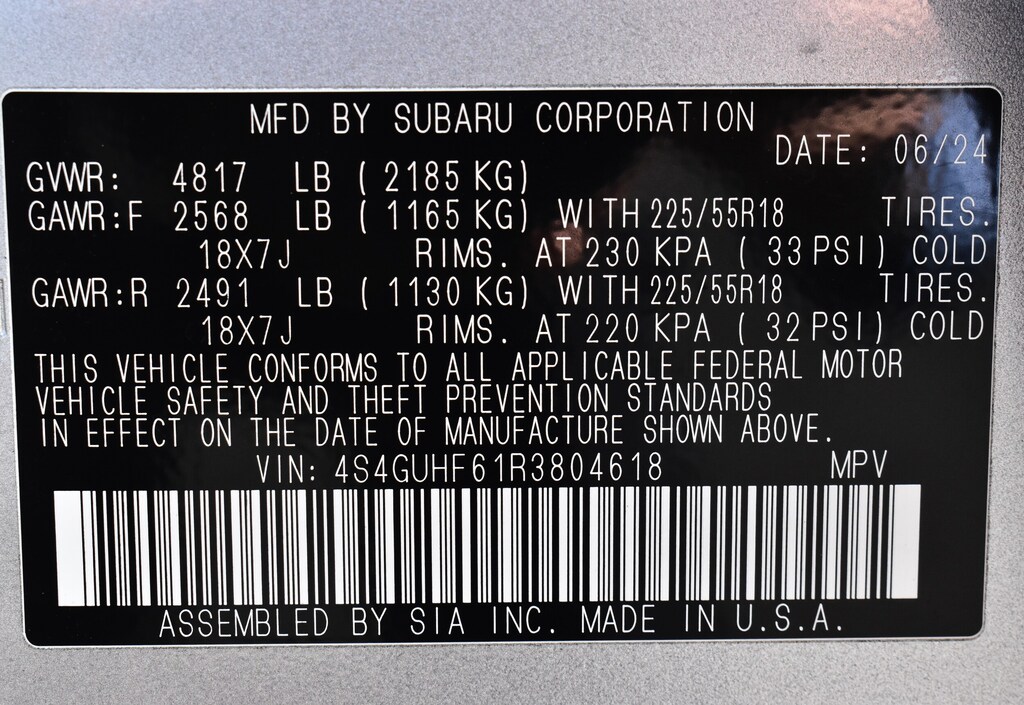 MFD BY SUBARU CORPORATION
DATE: 06/24
GVWR: 4817 LB ( 2185 KG)
GAWR:F 2568 LB ( 1165 KG) WITH 225/55R18 TIRES.
18X7J RIMS. AT 230 KPA ( 33 PSI) COLD
GAWR:R 2491 LB ( 1130 KG) WITH 225/55R18 TIRES.
18X7J RIMS. AT 220 KPA ( 32 PSI) COLD
THIS VEHICLE CONFORMS TO ALL APPLICABLE FEDERAL MOTOR
VEHICLE SAFETY AND THEFT PREVENTION STANDARDS
IN EFFECT ON THE DATE OF MANUFACTURE SHOWN ABOVE.
VIN: 4S4GUHF61R3804618 MPV
ASSEMBLED BY SIA INC. MADE IN U.S.A.